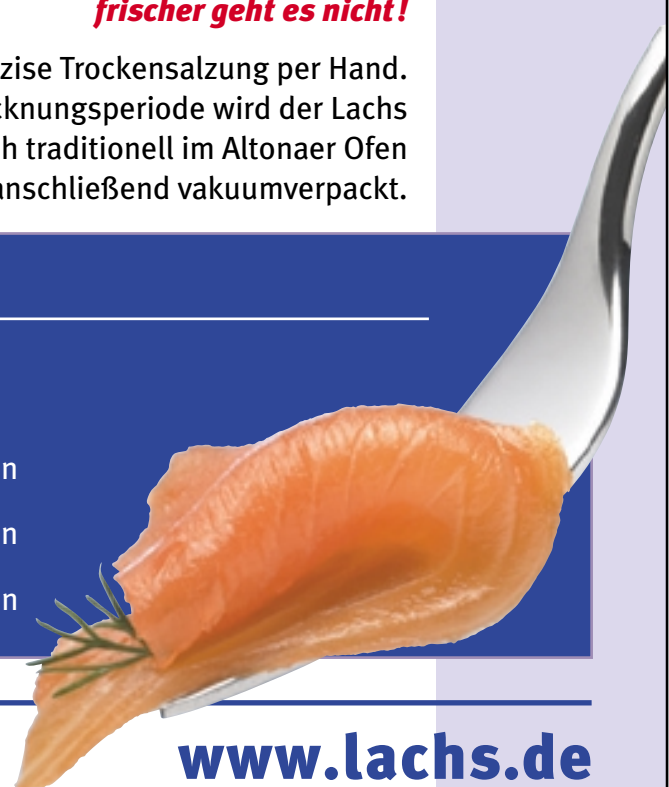 frischer geht es nicht!
zise Trockensalzung per Hand.
cknungsperiode wird der Lachs
h traditionell im Altonaer Ofen
anschließend vakuumverpackt.
n
n
n
www.lachs.de